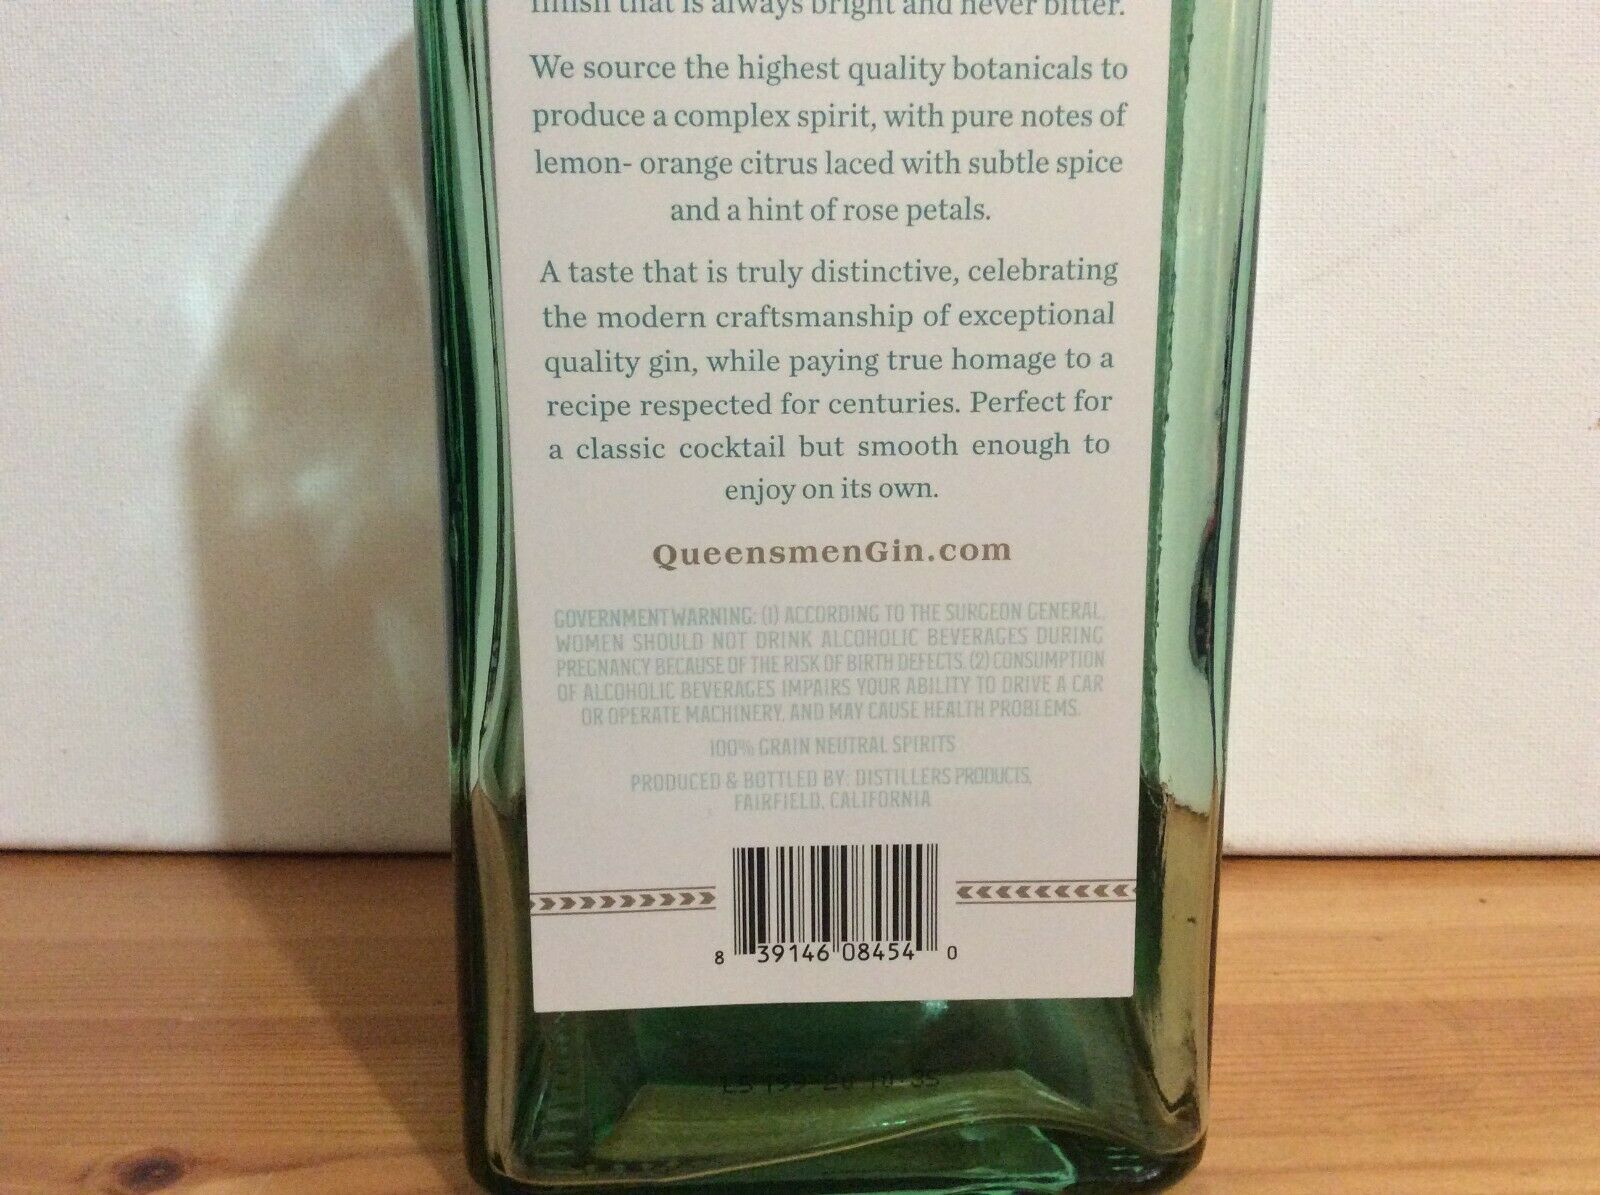 finish that is always bright and never bitter.
We source the highest quality botanicals to
produce a complex spirit, with pure notes of
lemon- orange citrus laced with subtle spice
and a hint of rose petals.
A taste that is truly distinctive, celebrating
the modern craftsmanship of exceptional
quality gin, while paying true homage to a
recipe respected for centuries. Perfect for
a classic cocktail but smooth enough to
enjoy on its own.
QueensmenGin.com
GOVERNMENT WARNING: (1) ACCORDING TO THE SURGEON GENERAL,
WOMEN SHOULD NOT DRINK ALCOHOLIC BEVERAGES DURING
PREGNANCY BECAUSE OF THE RISK OF BIRTH DEFECTS. (2) CONSUMPTION
OF ALCOHOLIC BEVERAGES IMPAIRS YOUR ABILITY TO DRIVE A CAR
OR OPERATE MACHINERY, AND MAY CAUSE HEALTH PROBLEMS.
100% GRAIN NEUTRAL SPIRITS
PRODUCED & BOTTLED BY: DISTILLERS PRODUCTS,
FAIRFIELD, CALIFORNIA
8 39146 08454 0